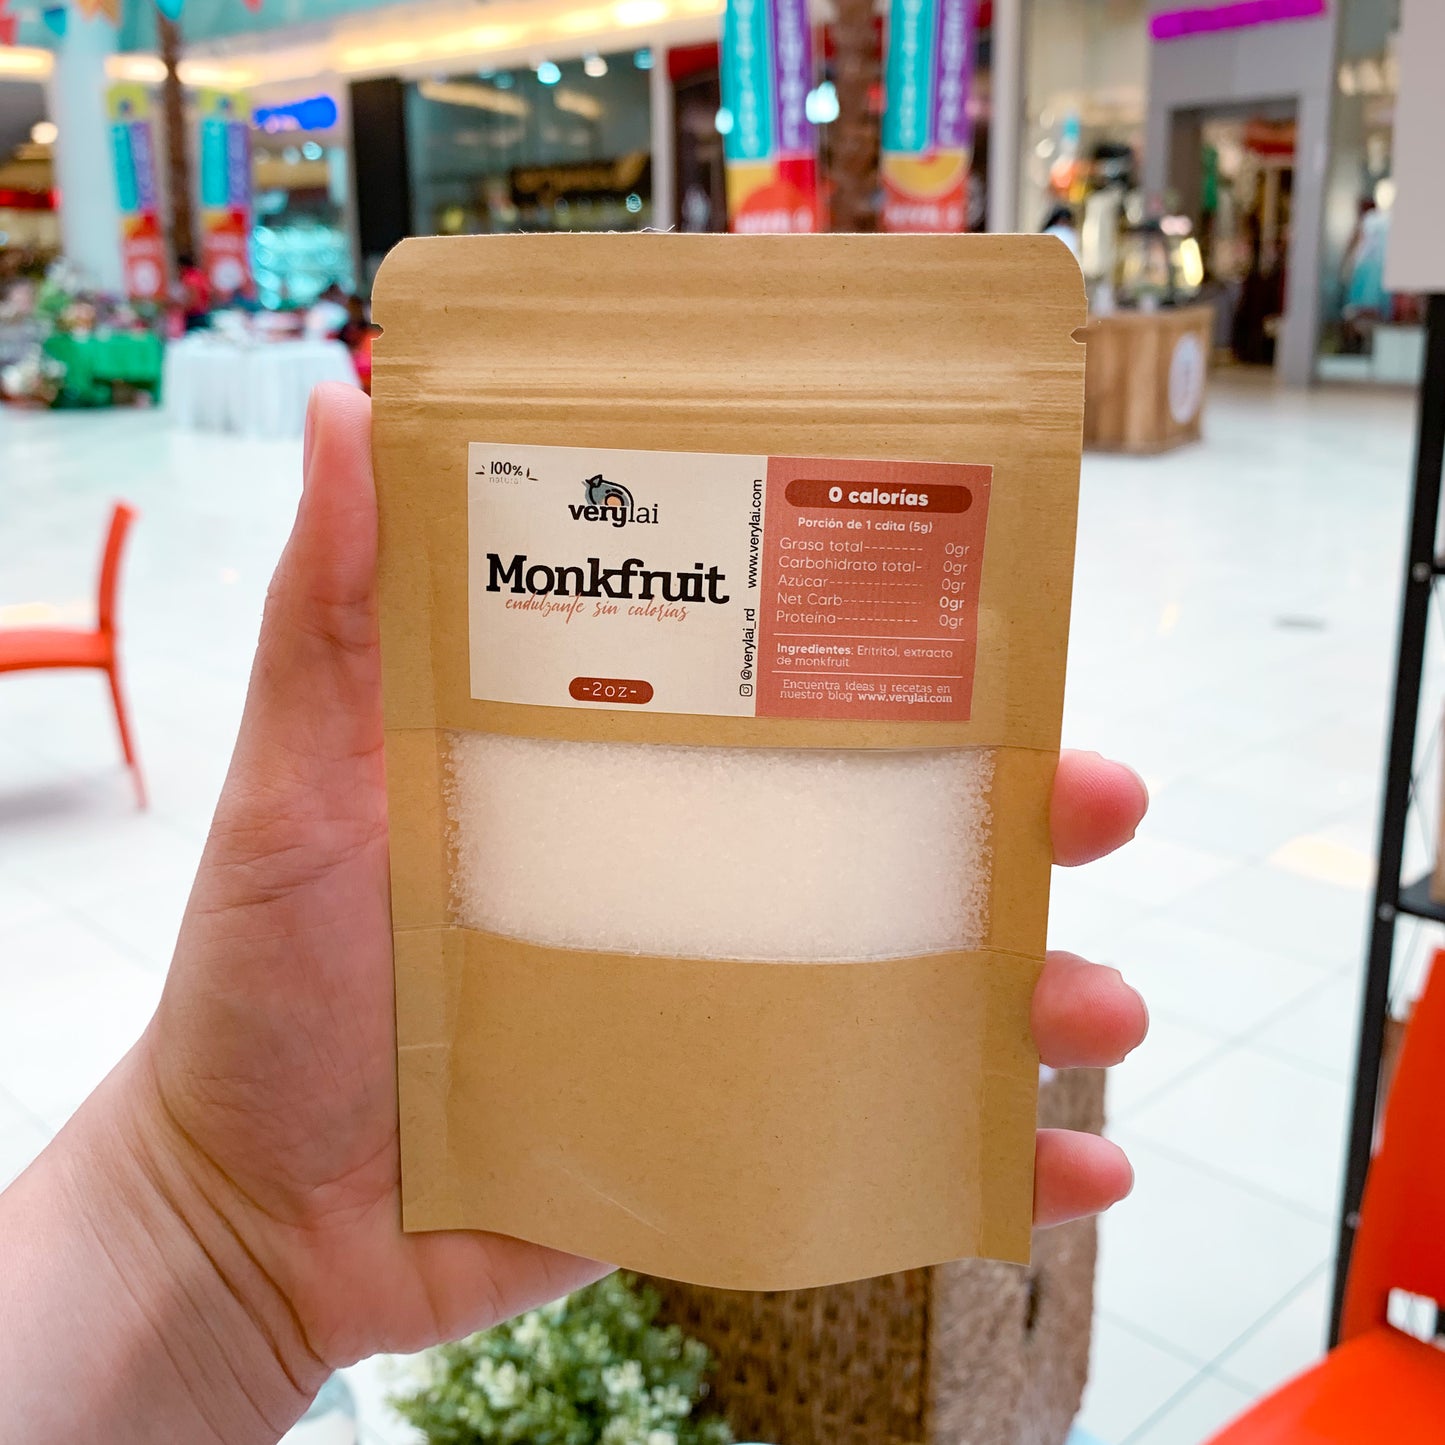 100%
natural
verylai
Monkfruit
endulzante sin calorías
-2oz-
www.verylai.com
@verylai_rd
0 calorías
Porción de 1 cdita (5g)
Grasa total-------- 0gr
Carbohidrato total- 0gr
Azúcar------------- 0gr
Net Carb----------- 0gr
Proteína----------- 0gr
Ingredientes: Eritritol, extracto
de monkfruit
Encuentra ideas y recetas en
nuestro blog www.verylai.com